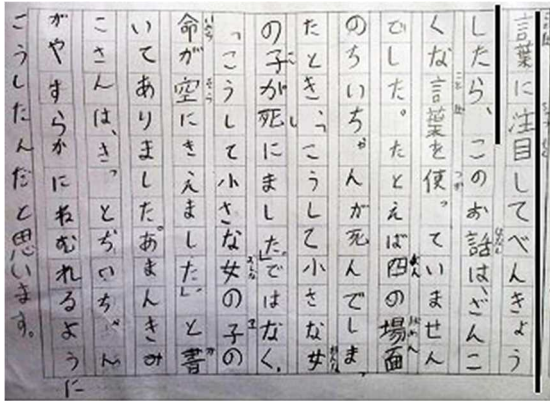 言葉に注目してべんきょう
したら、このお話は、ざんこ
くな言葉を使っていません
でした。たとえば四の場面
のちいちゃんが死んでしまっ
たとき、「こうして小さな女
の子が死にました。」ではなく、
「こうして小さな女の子の
命が空にきえました。」と書
いてありました。あまんきみ
こさんは、きっとちいちゃん
がやすらかにねむれるように
こうしたんだと思います。